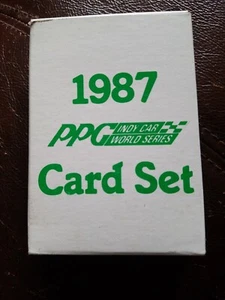 1987
PPG INDY CAR
WORLD SERIES
Card Set